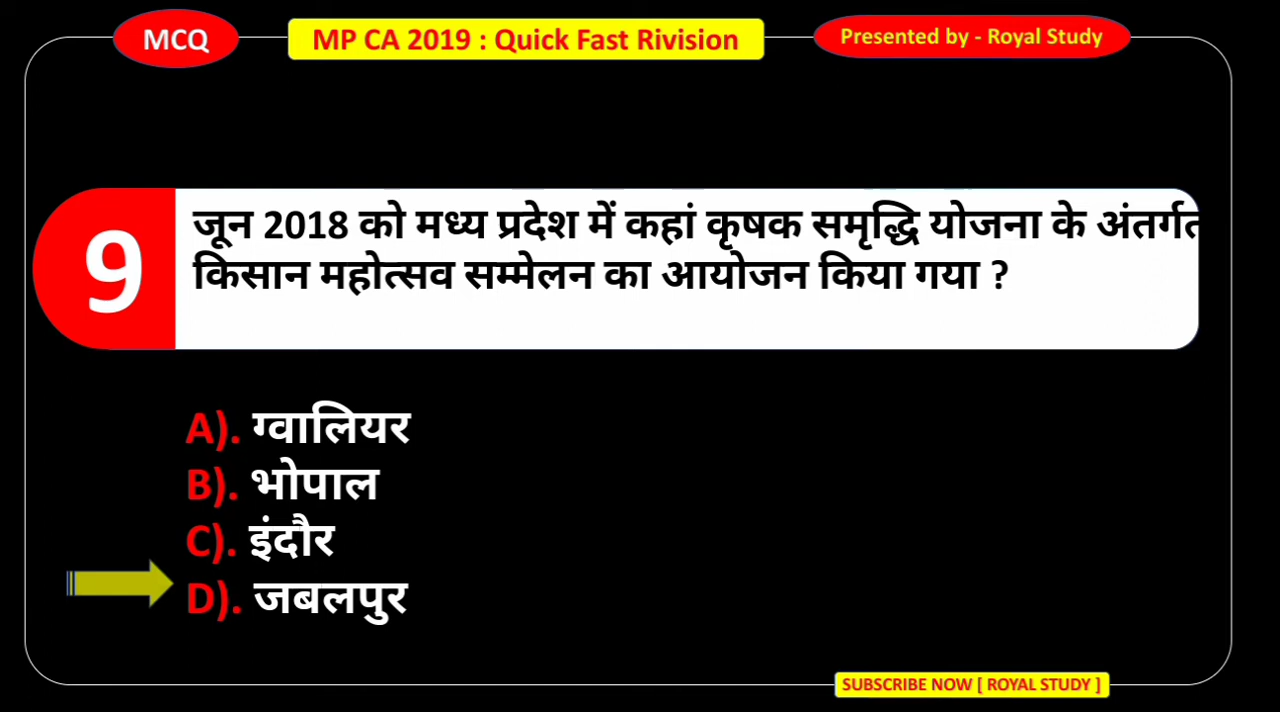 MCQ
MP CA 2019 : Quick Fast Rivision
Presented by - Royal Study
9
जून 2018 को मध्य प्रदेश में कहां कृषक समृद्धि योजना के अंतर्गत
किसान महोत्सव सम्मेलन का आयोजन किया गया ?
A). ग्वालियर
B). भोपाल
C). इंदौर
D). जबलपुर
SUBSCRIBE NOW [ ROYAL STUDY ]